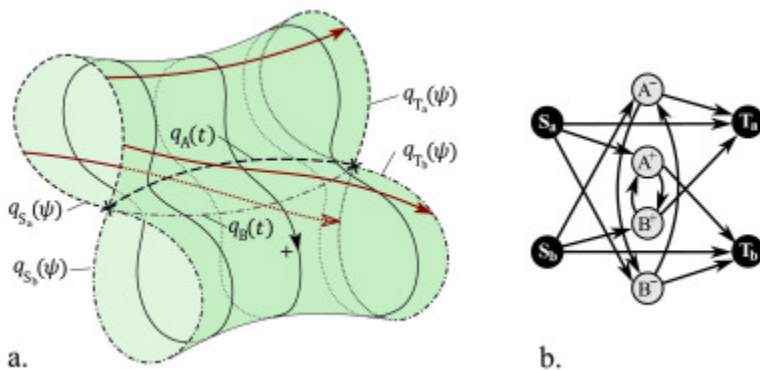 q_{T_a}(ψ)
q_A(t)
q_{T_b}(ψ)
q_{S_a}(ψ)
q_B(t)
+
q_{S_b}(ψ)
a.
A⁻
S_a
T_a
A⁺
B⁺
S_b
T_b
B⁻
b.